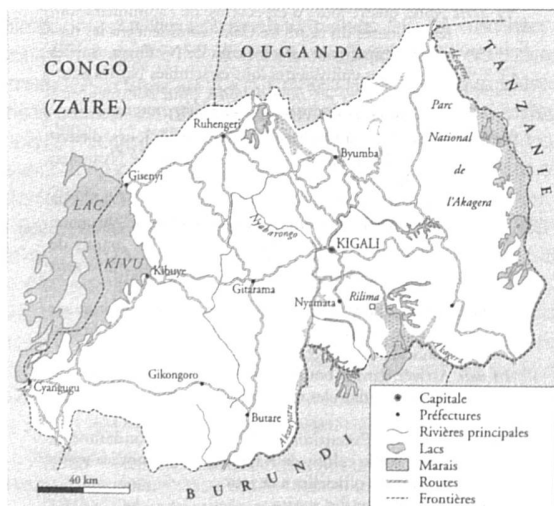 OUGANDA
CONGO
(ZAÏRE)
TANZANIE
Akagera
Parc
National
de
l'Akagera
Ruhengeri
Byumba
Gisenyi
LAC
KIVU
Nyabarongo
KIGALI
Kibuye
Gitarama
Nyamata
Rilima
Akagera
Cyangugu
Gikongoro
Butare
Akanyaru
BURUNDI
40 km
Capitale
Préfectures
Rivières principales
Lacs
Marais
Routes
Frontières